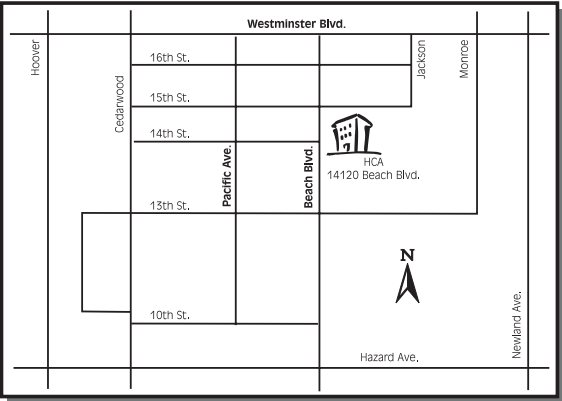 Westminster Blvd.
Hoover
Cedarwood
16th St.
Jackson
Monroe
15th St.
14th St.
Pacific Ave.
Beach Blvd.
HCA
14120 Beach Blvd.
13th St.
N
10th St.
Newland Ave.
Hazard Ave.